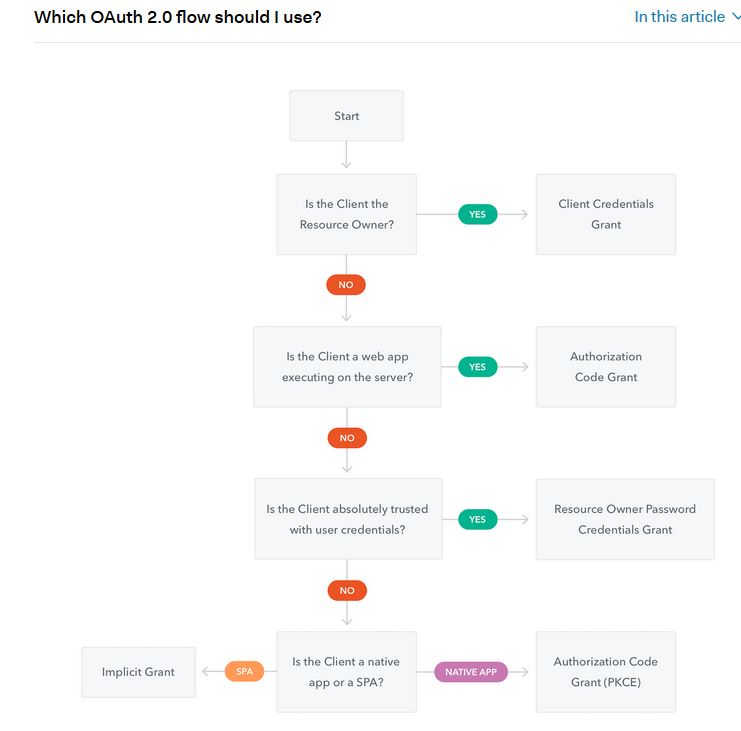 Which OAuth 2.0 flow should I use?
In this article
Start
Is the Client the
Resource Owner?
YES
Client Credentials
Grant
NO
Is the Client a web app
executing on the server?
YES
Authorization
Code Grant
NO
Is the Client absolutely trusted
with user credentials?
YES
Resource Owner Password
Credentials Grant
NO
Implicit Grant
SPA
Is the Client a native
app or a SPA?
NATIVE APP
Authorization Code
Grant (PKCE)